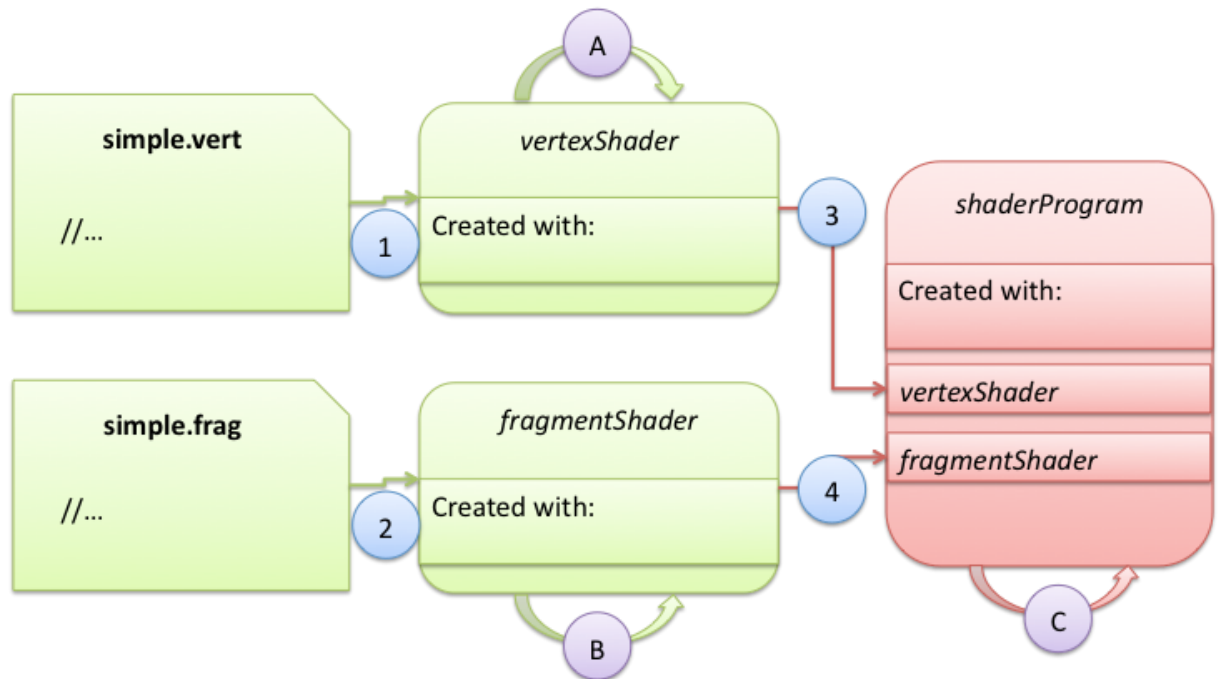 A
simple.vert
//...
1
vertexShader
Created with:
3
simple.frag
//...
2
fragmentShader
Created with:
4
B
shaderProgram
Created with:
vertexShader
fragmentShader
C